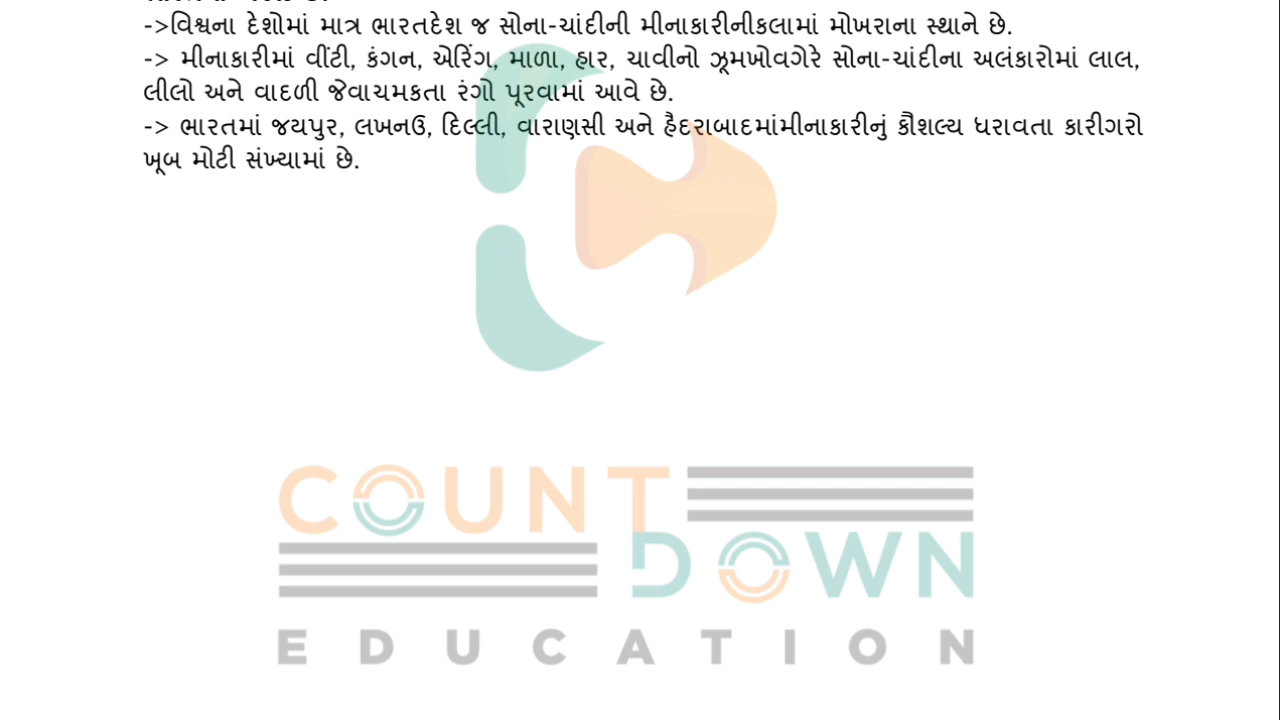 ->વિશ્વના દેશોમાં માત્ર ભારતદેશ જ સોના-ચાંદીની મીનાકારીનીકલામાં મોખરાના સ્થાને છે.
-> મીનાકારીમાં વીંટી, કંગન, એરિંગ, માળા, હાર, ચાવીનો ઝૂમખોવગેરે સોના-ચાંદીના અલંકારોમાં લાલ,
લીલો અને વાદળી જેવાચમકતા રંગો પૂરવામાં આવે છે.
-> ભારતમાં જયપુર, લખનઉ, દિલ્લી, વારાણસી અને હૈદરાબાદમાંમીનાકારીનું કૌશલ્ય ધરાવતા કારીગરો
ખૂબ મોટી સંખ્યામાં છે.
COUNT
DOWN
EDUCATION